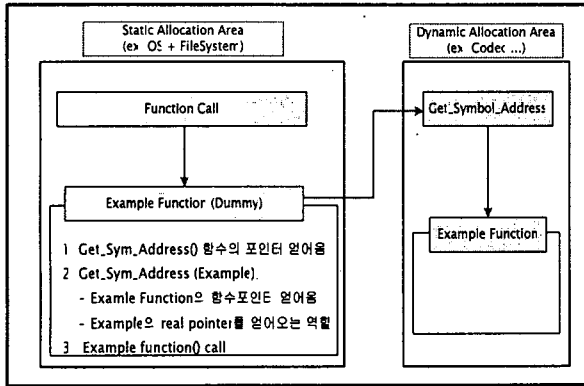 Static Allocation Area
(ex OS + FileSystem)
Dynamic Allocation Area
(ex Codec ...)
Function Call
Get_Symbol_Address
Example Function (Dummy)
Example Function
1 Get_Sym_Address() 함수의 포인터 얻어옴
2 Get_Sym_Address (Example).
- Examle Function의 함수포인터 얻어옴
- Example의 real pointer를 얻어오는 역할
3 Example function() call